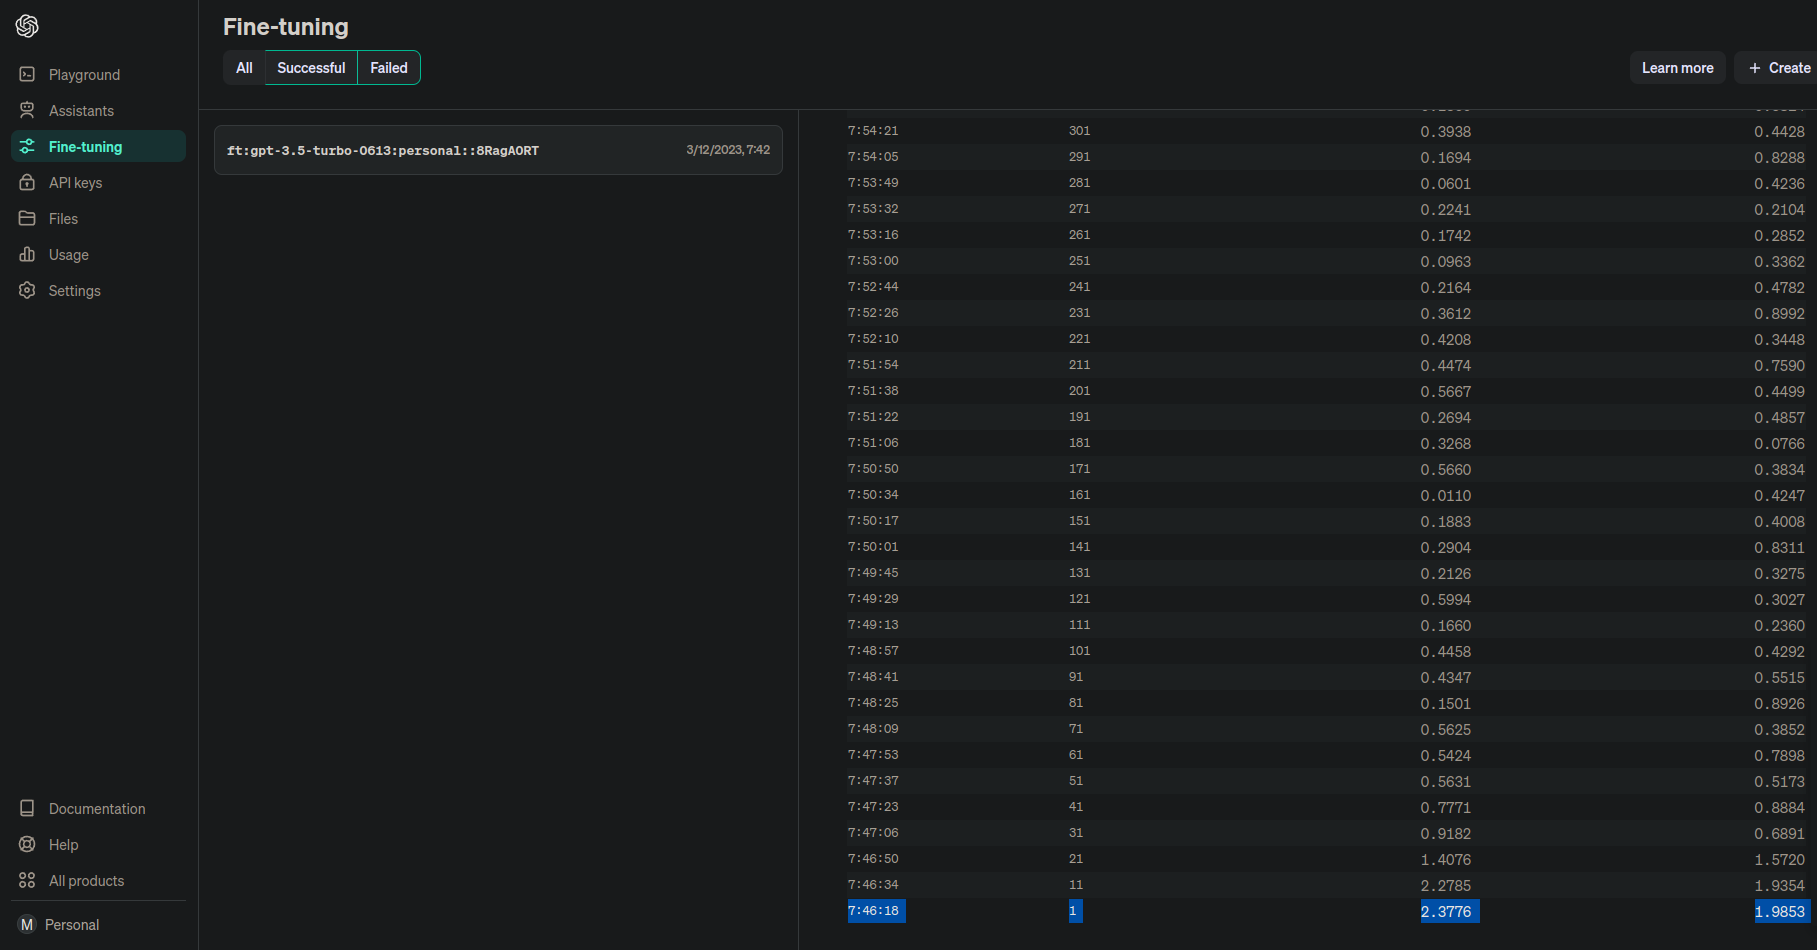 Fine-tuning
All Successful Failed
Learn more + Create
Playground
Assistants
Fine-tuning
API keys
Files
Usage
Settings
ft:gpt-3.5-turbo-0613:personal::8RagAORT 3/12/2023, 7:42
7:54:21 301 0.3938 0.4428
7:54:05 291 0.1694 0.8288
7:53:49 281 0.0601 0.4236
7:53:32 271 0.2241 0.2104
7:53:16 261 0.1742 0.2852
7:53:00 251 0.0963 0.3362
7:52:44 241 0.2164 0.4782
7:52:26 231 0.3612 0.8992
7:52:10 221 0.4208 0.3448
7:51:54 211 0.4474 0.7590
7:51:38 201 0.5667 0.4499
7:51:22 191 0.2694 0.4857
7:51:06 181 0.3268 0.0766
7:50:50 171 0.5660 0.3834
7:50:34 161 0.0110 0.4247
7:50:17 151 0.1883 0.4008
7:50:01 141 0.2904 0.8311
7:49:45 131 0.2126 0.3275
7:49:29 121 0.5994 0.3027
7:49:13 111 0.1660 0.2360
7:48:57 101 0.4458 0.4292
7:48:41 91 0.4347 0.5515
7:48:25 81 0.1501 0.8926
7:48:09 71 0.5625 0.3852
7:47:53 61 0.5424 0.7898
7:47:37 51 0.5631 0.5173
7:47:23 41 0.7771 0.8884
7:47:06 31 0.9182 0.6891
7:46:50 21 1.4076 1.5720
7:46:34 11 2.2785 1.9354
7:46:18 1 2.3776 1.9853
Documentation
Help
All products
M Personal